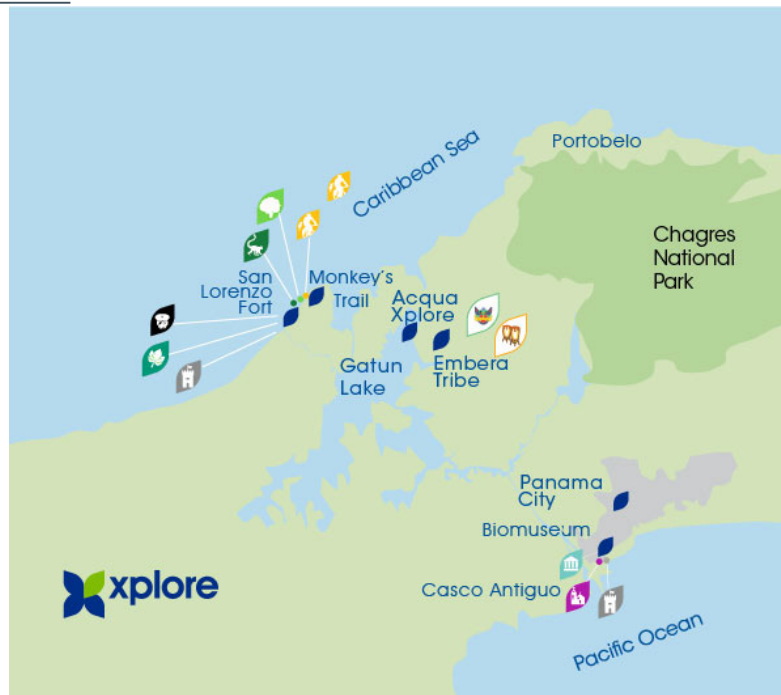 Portobelo
Caribbean Sea
Chagres
National
Park
San
Lorenzo
Fort
Monkey's
Trail
Acqua
Xplore
Gatun
Lake
Embera
Tribe
Panama
City
Biomuseum
Casco Antiguo
xplore
Pacific Ocean